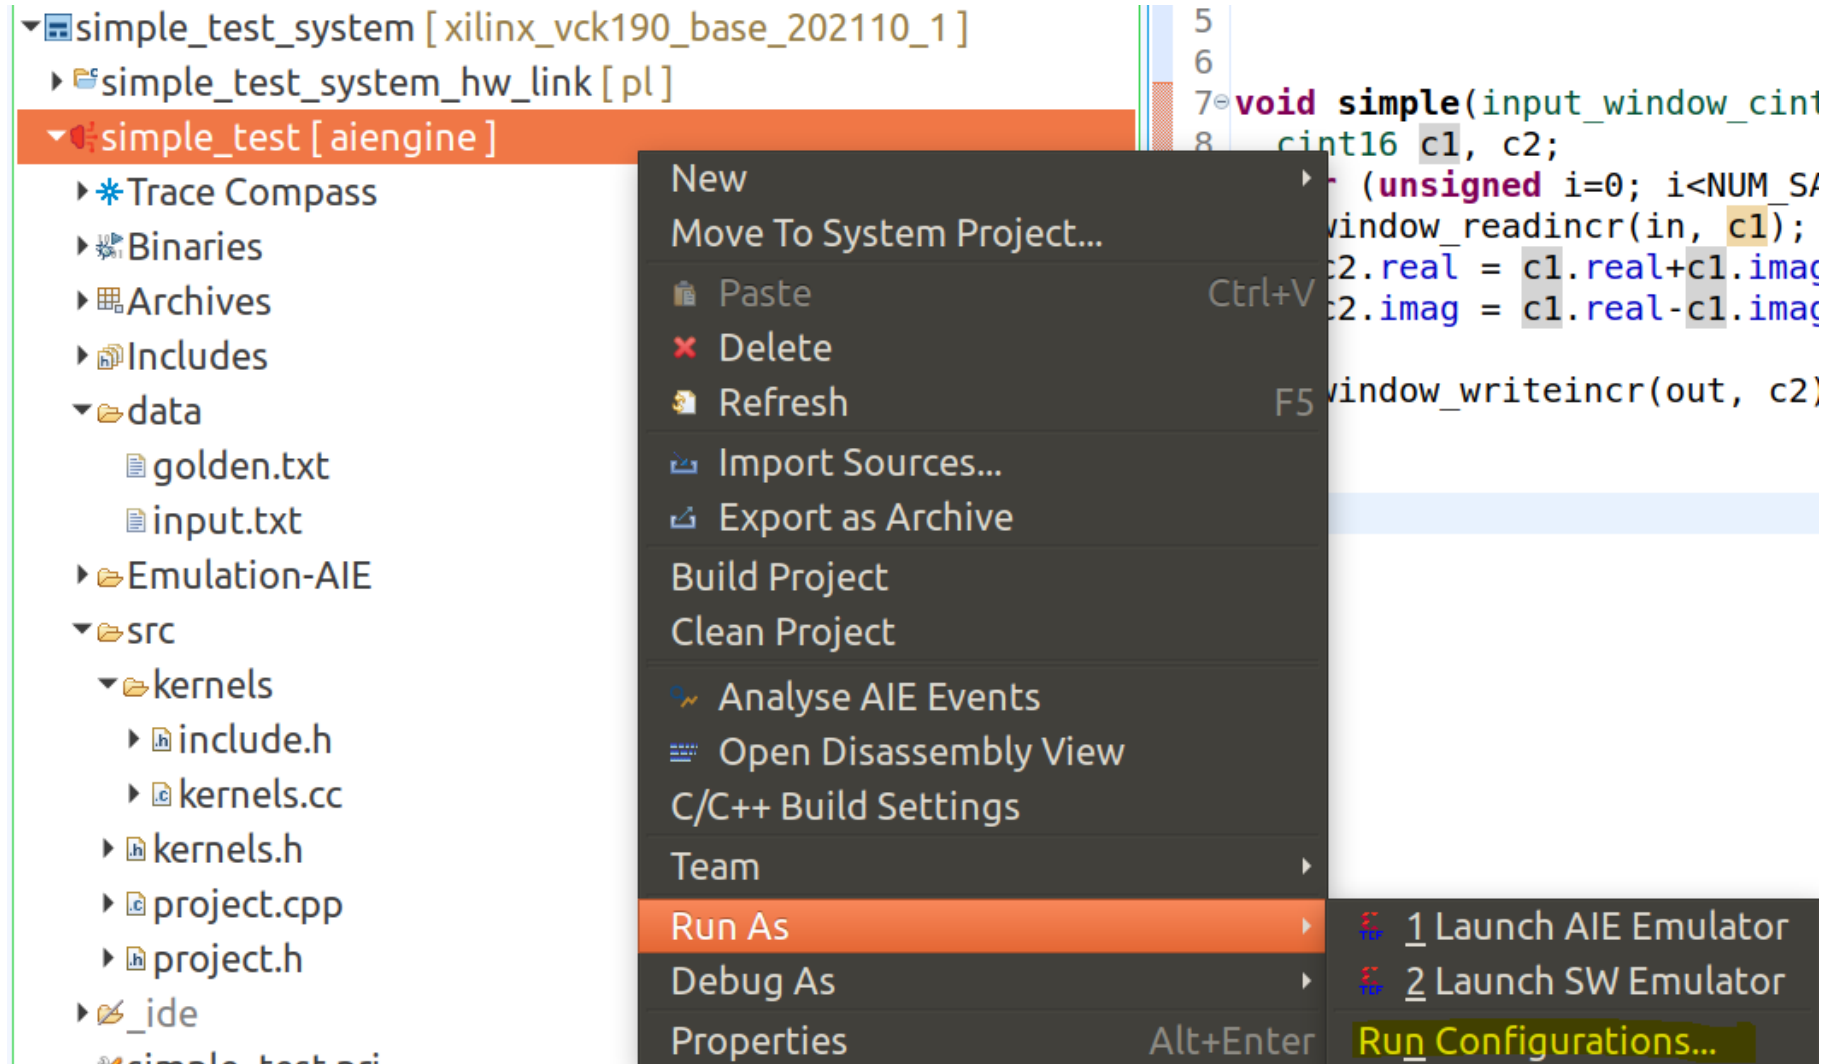 simple_test_system [ xilinx_vck190_base_202110_1 ]
simple_test_system_hw_link [ pl ]
simple_test [ aiengine ]
Trace Compass
Binaries
Archives
Includes
data
golden.txt
input.txt
Emulation-AIE
src
kernels
include.h
kernels.cc
kernels.h
project.cpp
project.h
_ide
New
Move To System Project...
Paste Ctrl+V
Delete
Refresh F5
Import Sources...
Export as Archive
Build Project
Clean Project
Analyse AIE Events
Open Disassembly View
C/C++ Build Settings
Team
Run As
Debug As
Properties Alt+Enter
1 Launch AIE Emulator
2 Launch SW Emulator
Run Configurations...
5
6
7 void simple(input_window_cint
8 cint16 c1, c2;
r (unsigned i=0; i<NUM_SA
window_readincr(in, c1);
c2.real = c1.real+c1.imag
c2.imag = c1.real-c1.imag
window_writeincr(out, c2)